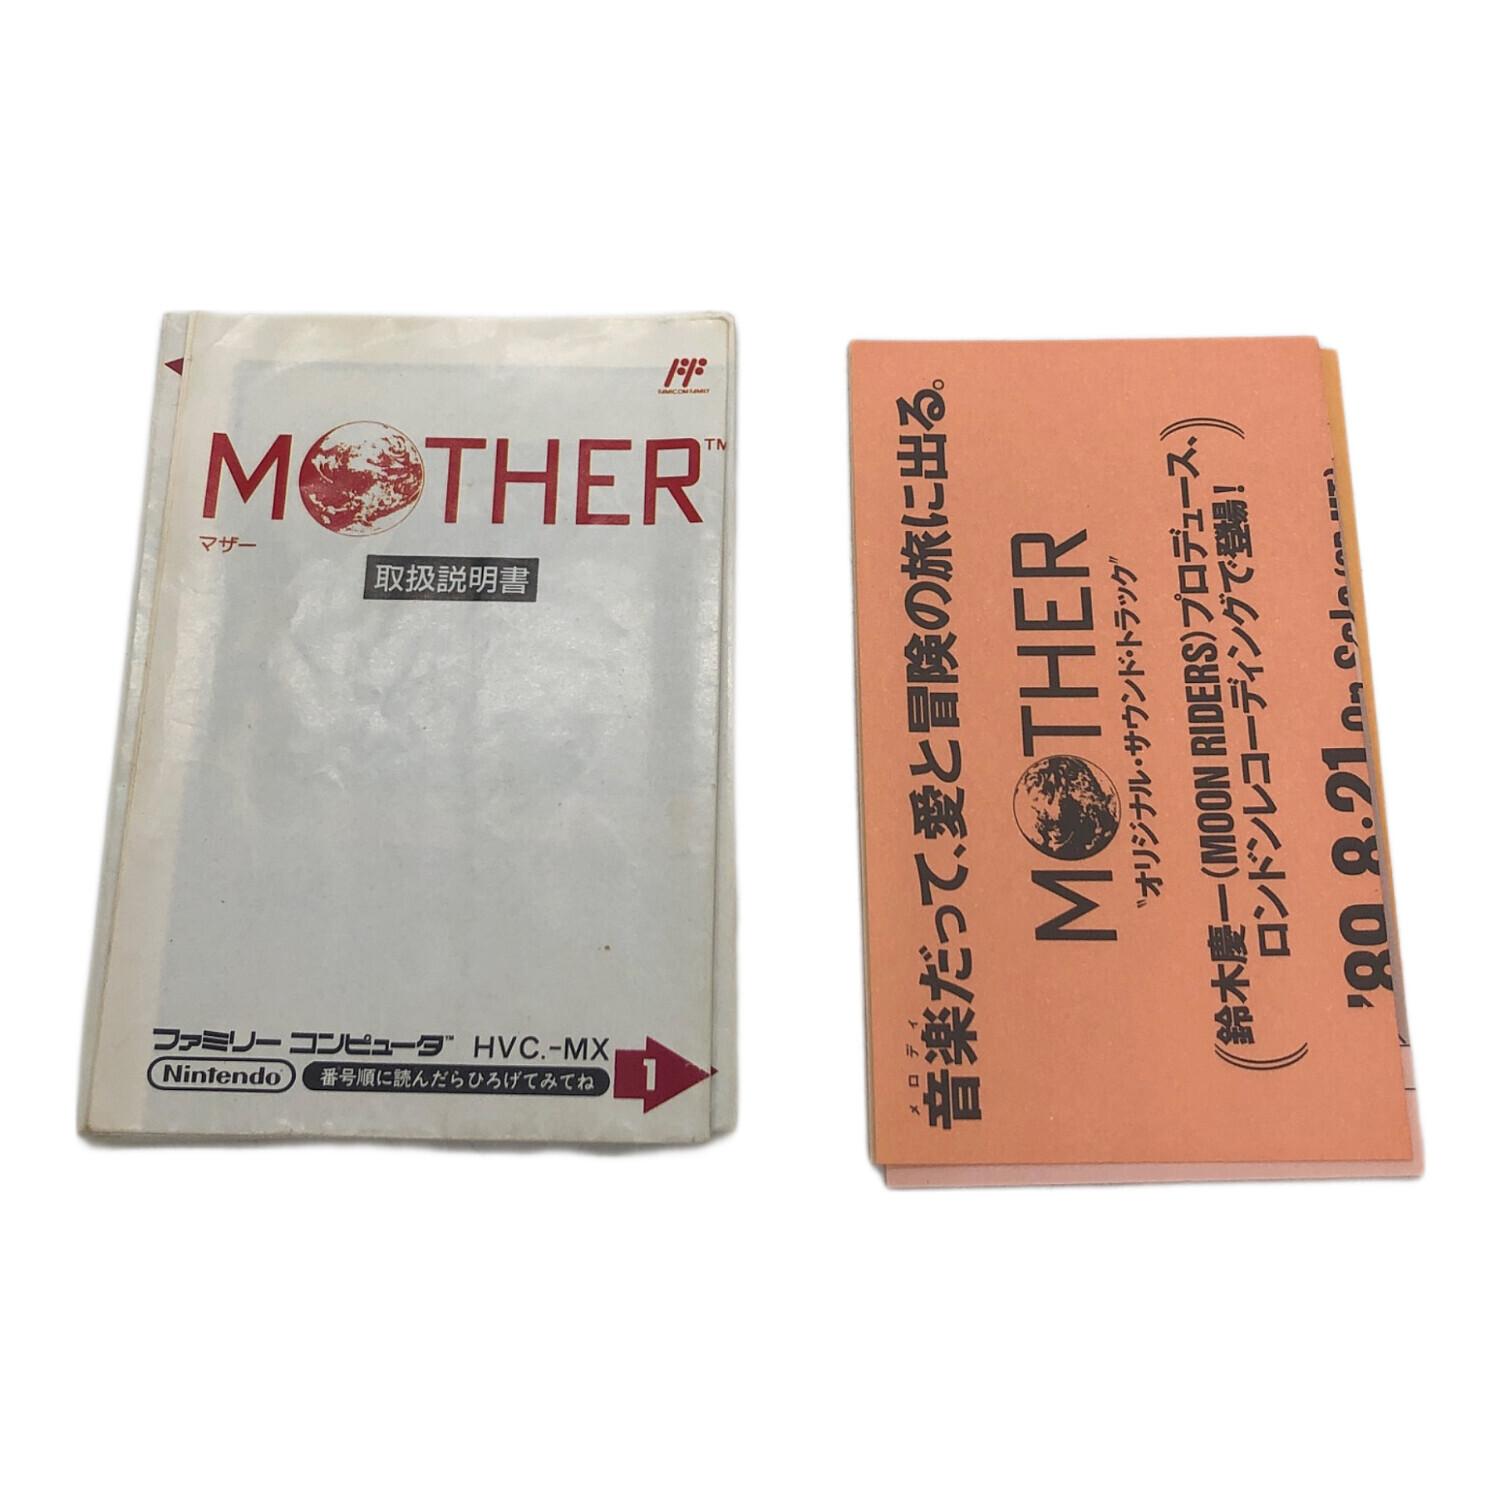 FAMICOM FAMILY
MOTHER™
マザー
取扱説明書
ファミリー コンピュータ™ HVC.-MX
Nintendo 番号順に読んだらひろげてみてね 1
メロディ
音楽だって、愛と冒険の旅に出る。
MOTHER
"オリジナル・サウンド・トラック"
(鈴木慶一(MOON RIDERS)プロデュース、
ロンドンレコーディングで登場!)
'89. 8.21 On Sale